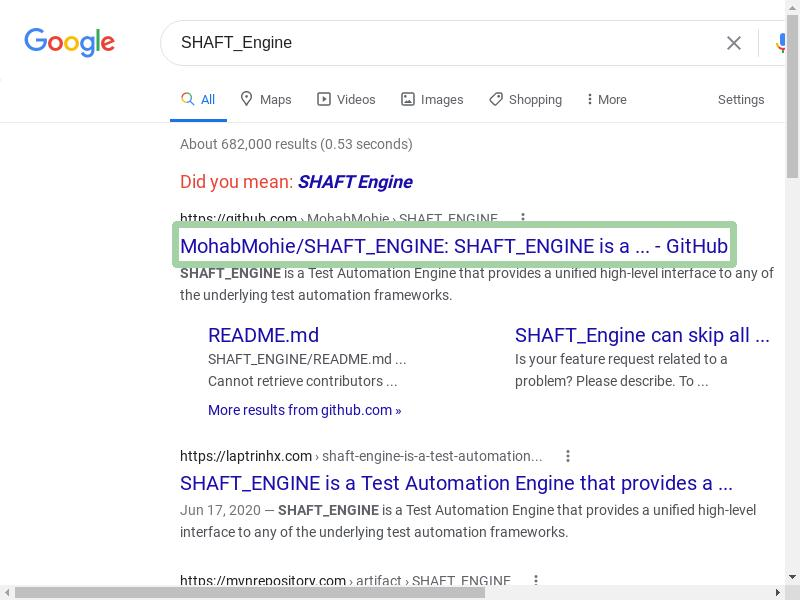 Google
SHAFT_Engine
All Maps Videos Images Shopping More Settings
About 682,000 results (0.53 seconds)
Did you mean: SHAFT Engine
https://github.com › MohabMohie › SHAFT_ENGINE
MohabMohie/SHAFT_ENGINE: SHAFT_ENGINE is a ... - GitHub
SHAFT_ENGINE is a Test Automation Engine that provides a unified high-level interface to any of
the underlying test automation frameworks.
README.md
SHAFT_ENGINE/README.md ...
Cannot retrieve contributors ...
SHAFT_Engine can skip all ...
Is your feature request related to a
problem? Please describe. To ...
More results from github.com »
https://laptrinhx.com › shaft-engine-is-a-test-automation...
SHAFT_ENGINE is a Test Automation Engine that provides a ...
Jun 17, 2020 — SHAFT_ENGINE is a Test Automation Engine that provides a unified high-level
interface to any of the underlying test automation frameworks.
https://mvnrepository.com › artifact › SHAFT_ENGINE